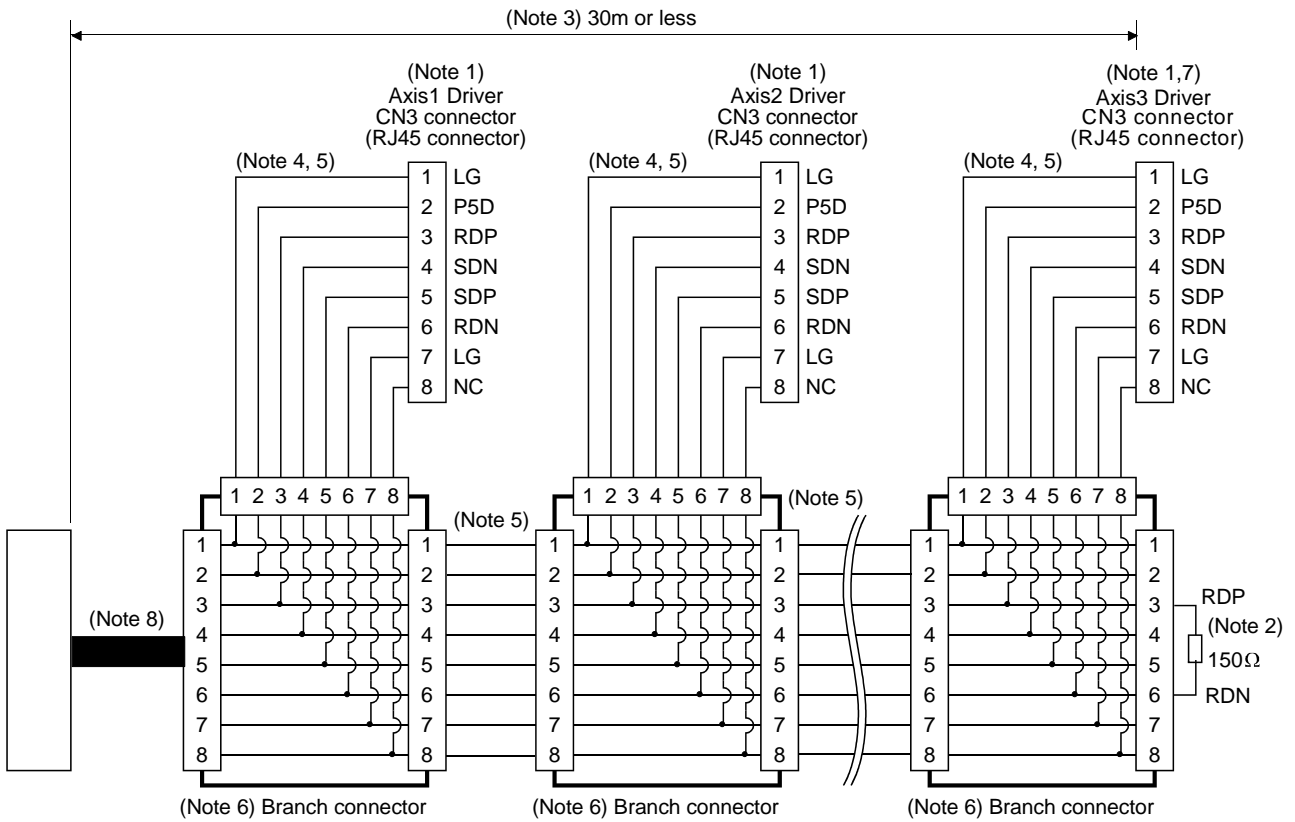 (Note 3) 30m or less
(Note 1)
Axis1 Driver
CN3 connector
(RJ45 connector)
(Note 4, 5)
1 LG
2 P5D
3 RDP
4 SDN
5 SDP
6 RDN
7 LG
8 NC
(Note 1)
Axis2 Driver
CN3 connector
(RJ45 connector)
(Note 4, 5)
1 LG
2 P5D
3 RDP
4 SDN
5 SDP
6 RDN
7 LG
8 NC
(Note 1,7)
Axis3 Driver
CN3 connector
(RJ45 connector)
(Note 4, 5)
1 LG
2 P5D
3 RDP
4 SDN
5 SDP
6 RDN
7 LG
8 NC
(Note 8)
1 2 3 4 5 6 7 8
1 1
2 2
3 3
4 4
5 5
6 6
7 7
8 8
(Note 6) Branch connector
(Note 5)
1 2 3 4 5 6 7 8
1 1
2 2
3 3
4 4
5 5
6 6
7 7
8 8
(Note 6) Branch connector
(Note 5)
1 2 3 4 5 6 7 8
1 1
2 2
3 3
4 4
5 5
6 6
7 7
8 8
(Note 6) Branch connector
RDP
(Note 2)
150Ω
RDN